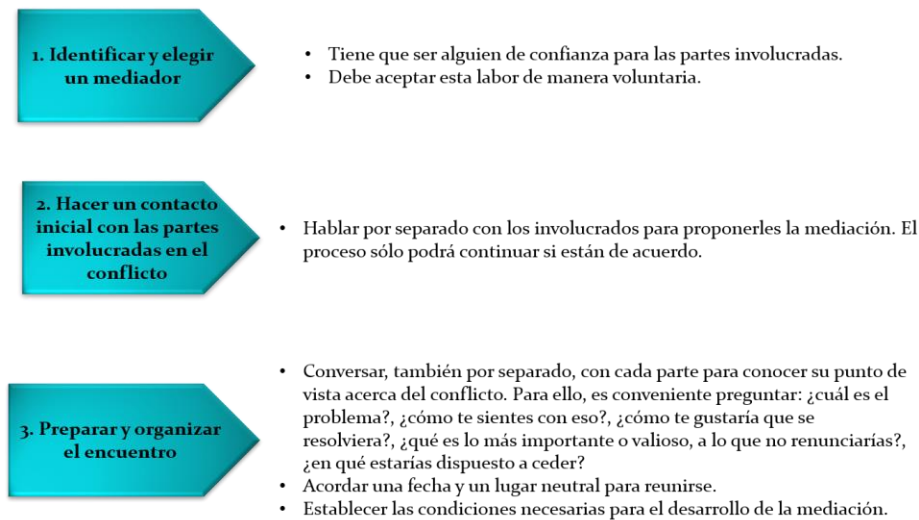 1. Identificar y elegir
un mediador
• Tiene que ser alguien de confianza para las partes involucradas.
• Debe aceptar esta labor de manera voluntaria.
2. Hacer un contacto
inicial con las partes
involucradas en el
conflicto
• Hablar por separado con los involucrados para proponerles la mediación. El
proceso sólo podrá continuar si están de acuerdo.
3. Preparar y organizar
el encuentro
• Conversar, también por separado, con cada parte para conocer su punto de
vista acerca del conflicto. Para ello, es conveniente preguntar: ¿cuál es el
problema?, ¿cómo te sientes con eso?, ¿cómo te gustaría que se
resolviera?, ¿qué es lo más importante o valioso, a lo que no renunciarías?,
¿en qué estarías dispuesto a ceder?
• Acordar una fecha y un lugar neutral para reunirse.
• Establecer las condiciones necesarias para el desarrollo de la mediación.